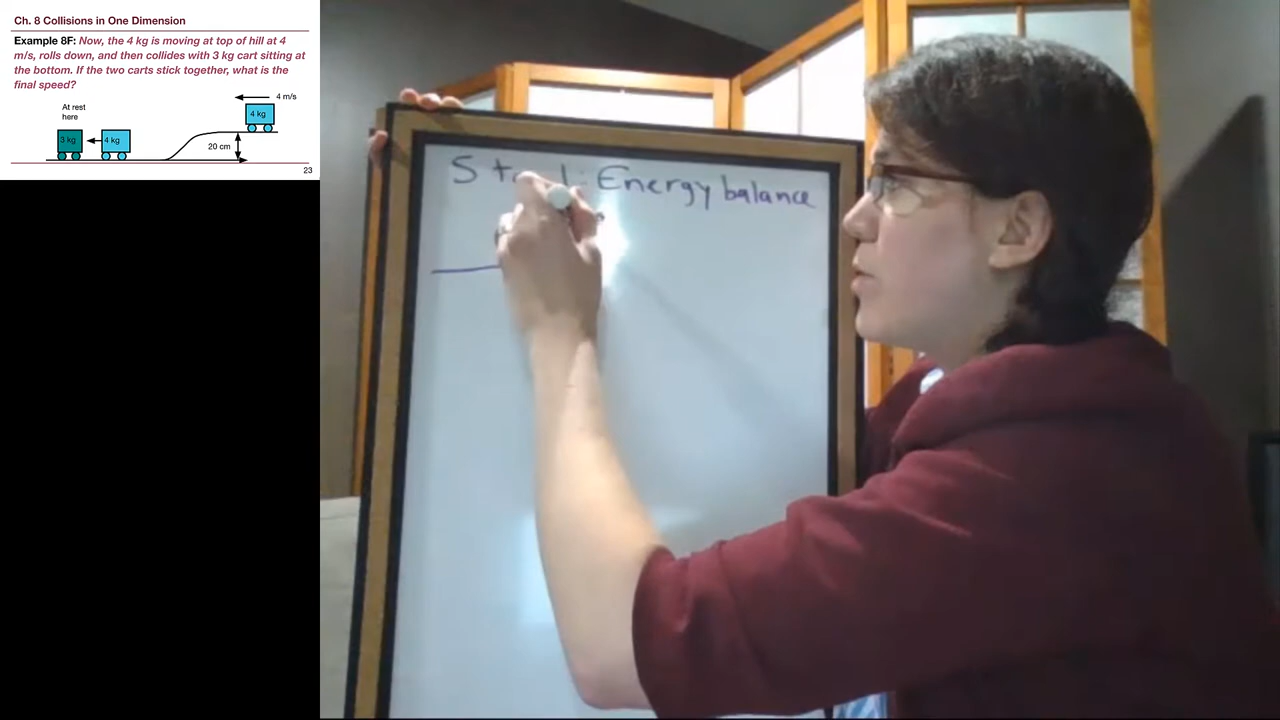 Ch. 8 Collisions in One Dimension
Example 8F: Now, the 4 kg is moving at top of hill at 4
m/s, rolls down, and then collides with 3 kg cart sitting at
the bottom. If the two carts stick together, what is the
final speed?
4 m/s
At rest
here
4 kg
3 kg
4 kg
20 cm
23
Energy balance